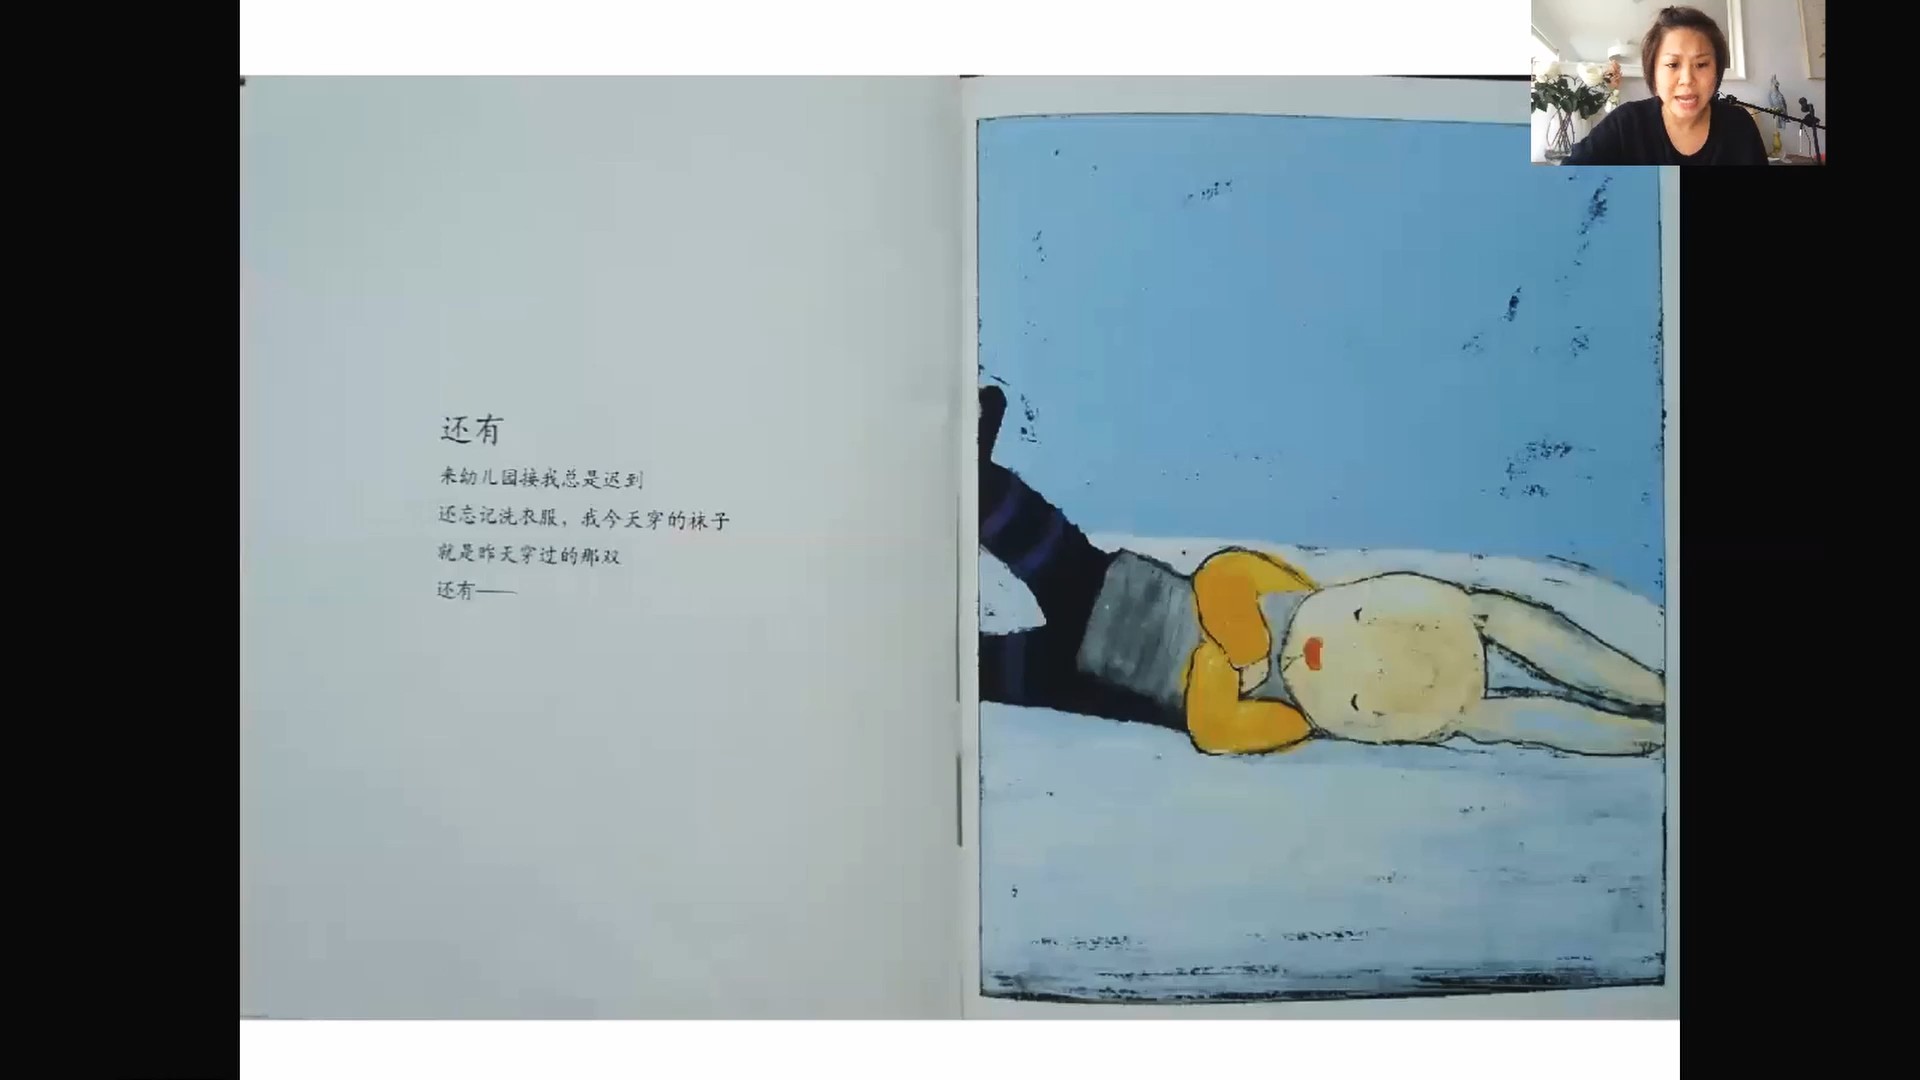 还有
来幼儿园接我总是迟到
还忘记洗衣服，我今天穿的袜子
就是昨天穿过的那双
还有——